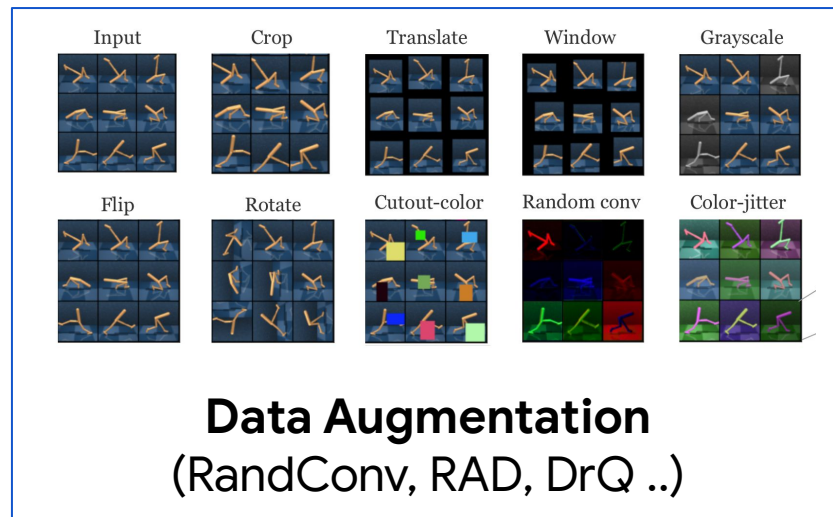 Input Crop Translate Window Grayscale
Flip Rotate Cutout-color Random conv Color-jitter
Data Augmentation
(RandConv, RAD, DrQ ..)